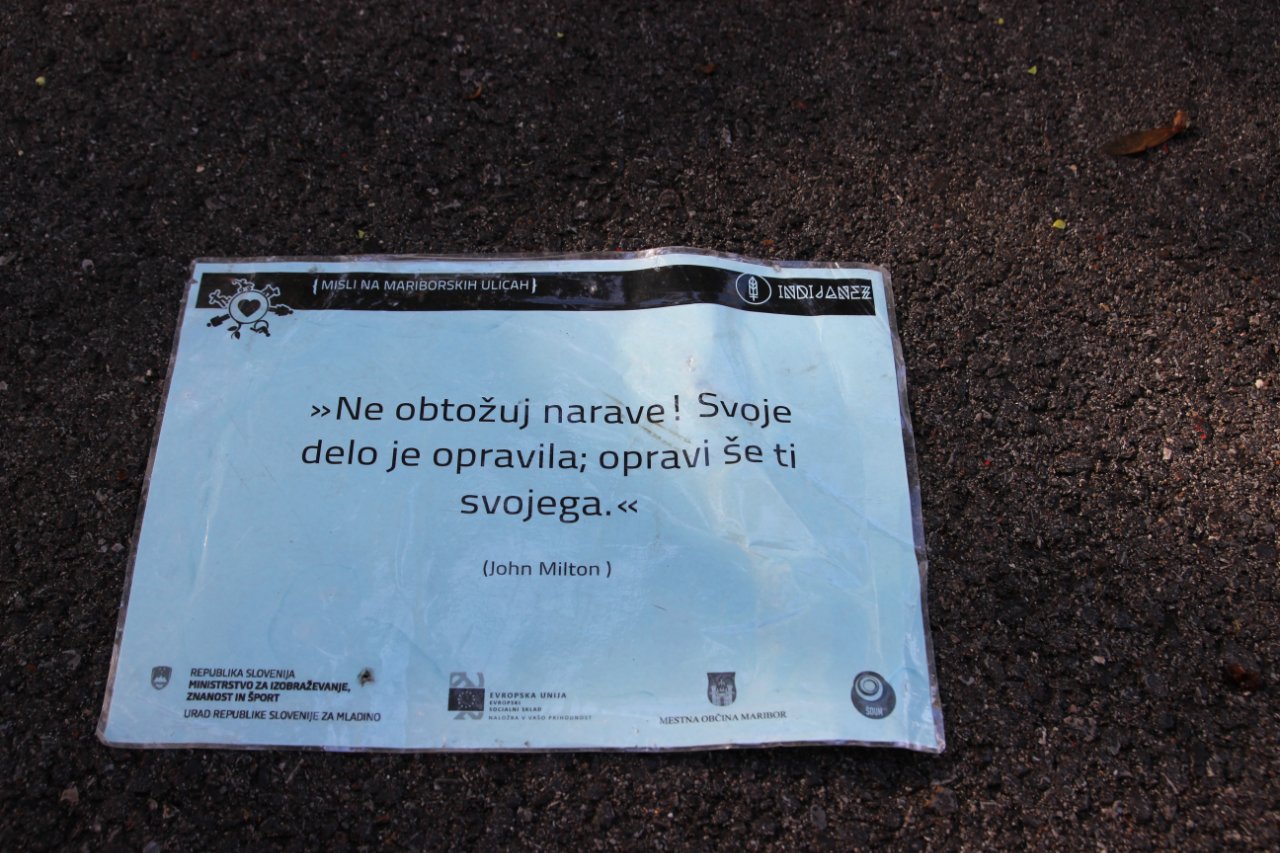 {MISLI NA MARIBORSKIH ULICAH}
INDIJANEZ
»Ne obtožuj narave! Svoje
delo je opravila; opravi še ti
svojega.«
(John Milton )
REPUBLIKA SLOVENIJA
MINISTRSTVO ZA IZOBRAŽEVANJE,
ZNANOST IN ŠPORT
URAD REPUBLIKE SLOVENIJE ZA MLADINO
EVROPSKA UNIJA
EVROPSKI
SOCIALNI SKLAD
NALOŽBA V VAŠO PRIHODNOST
MESTNA OBČINA MARIBOR
ŠOUM